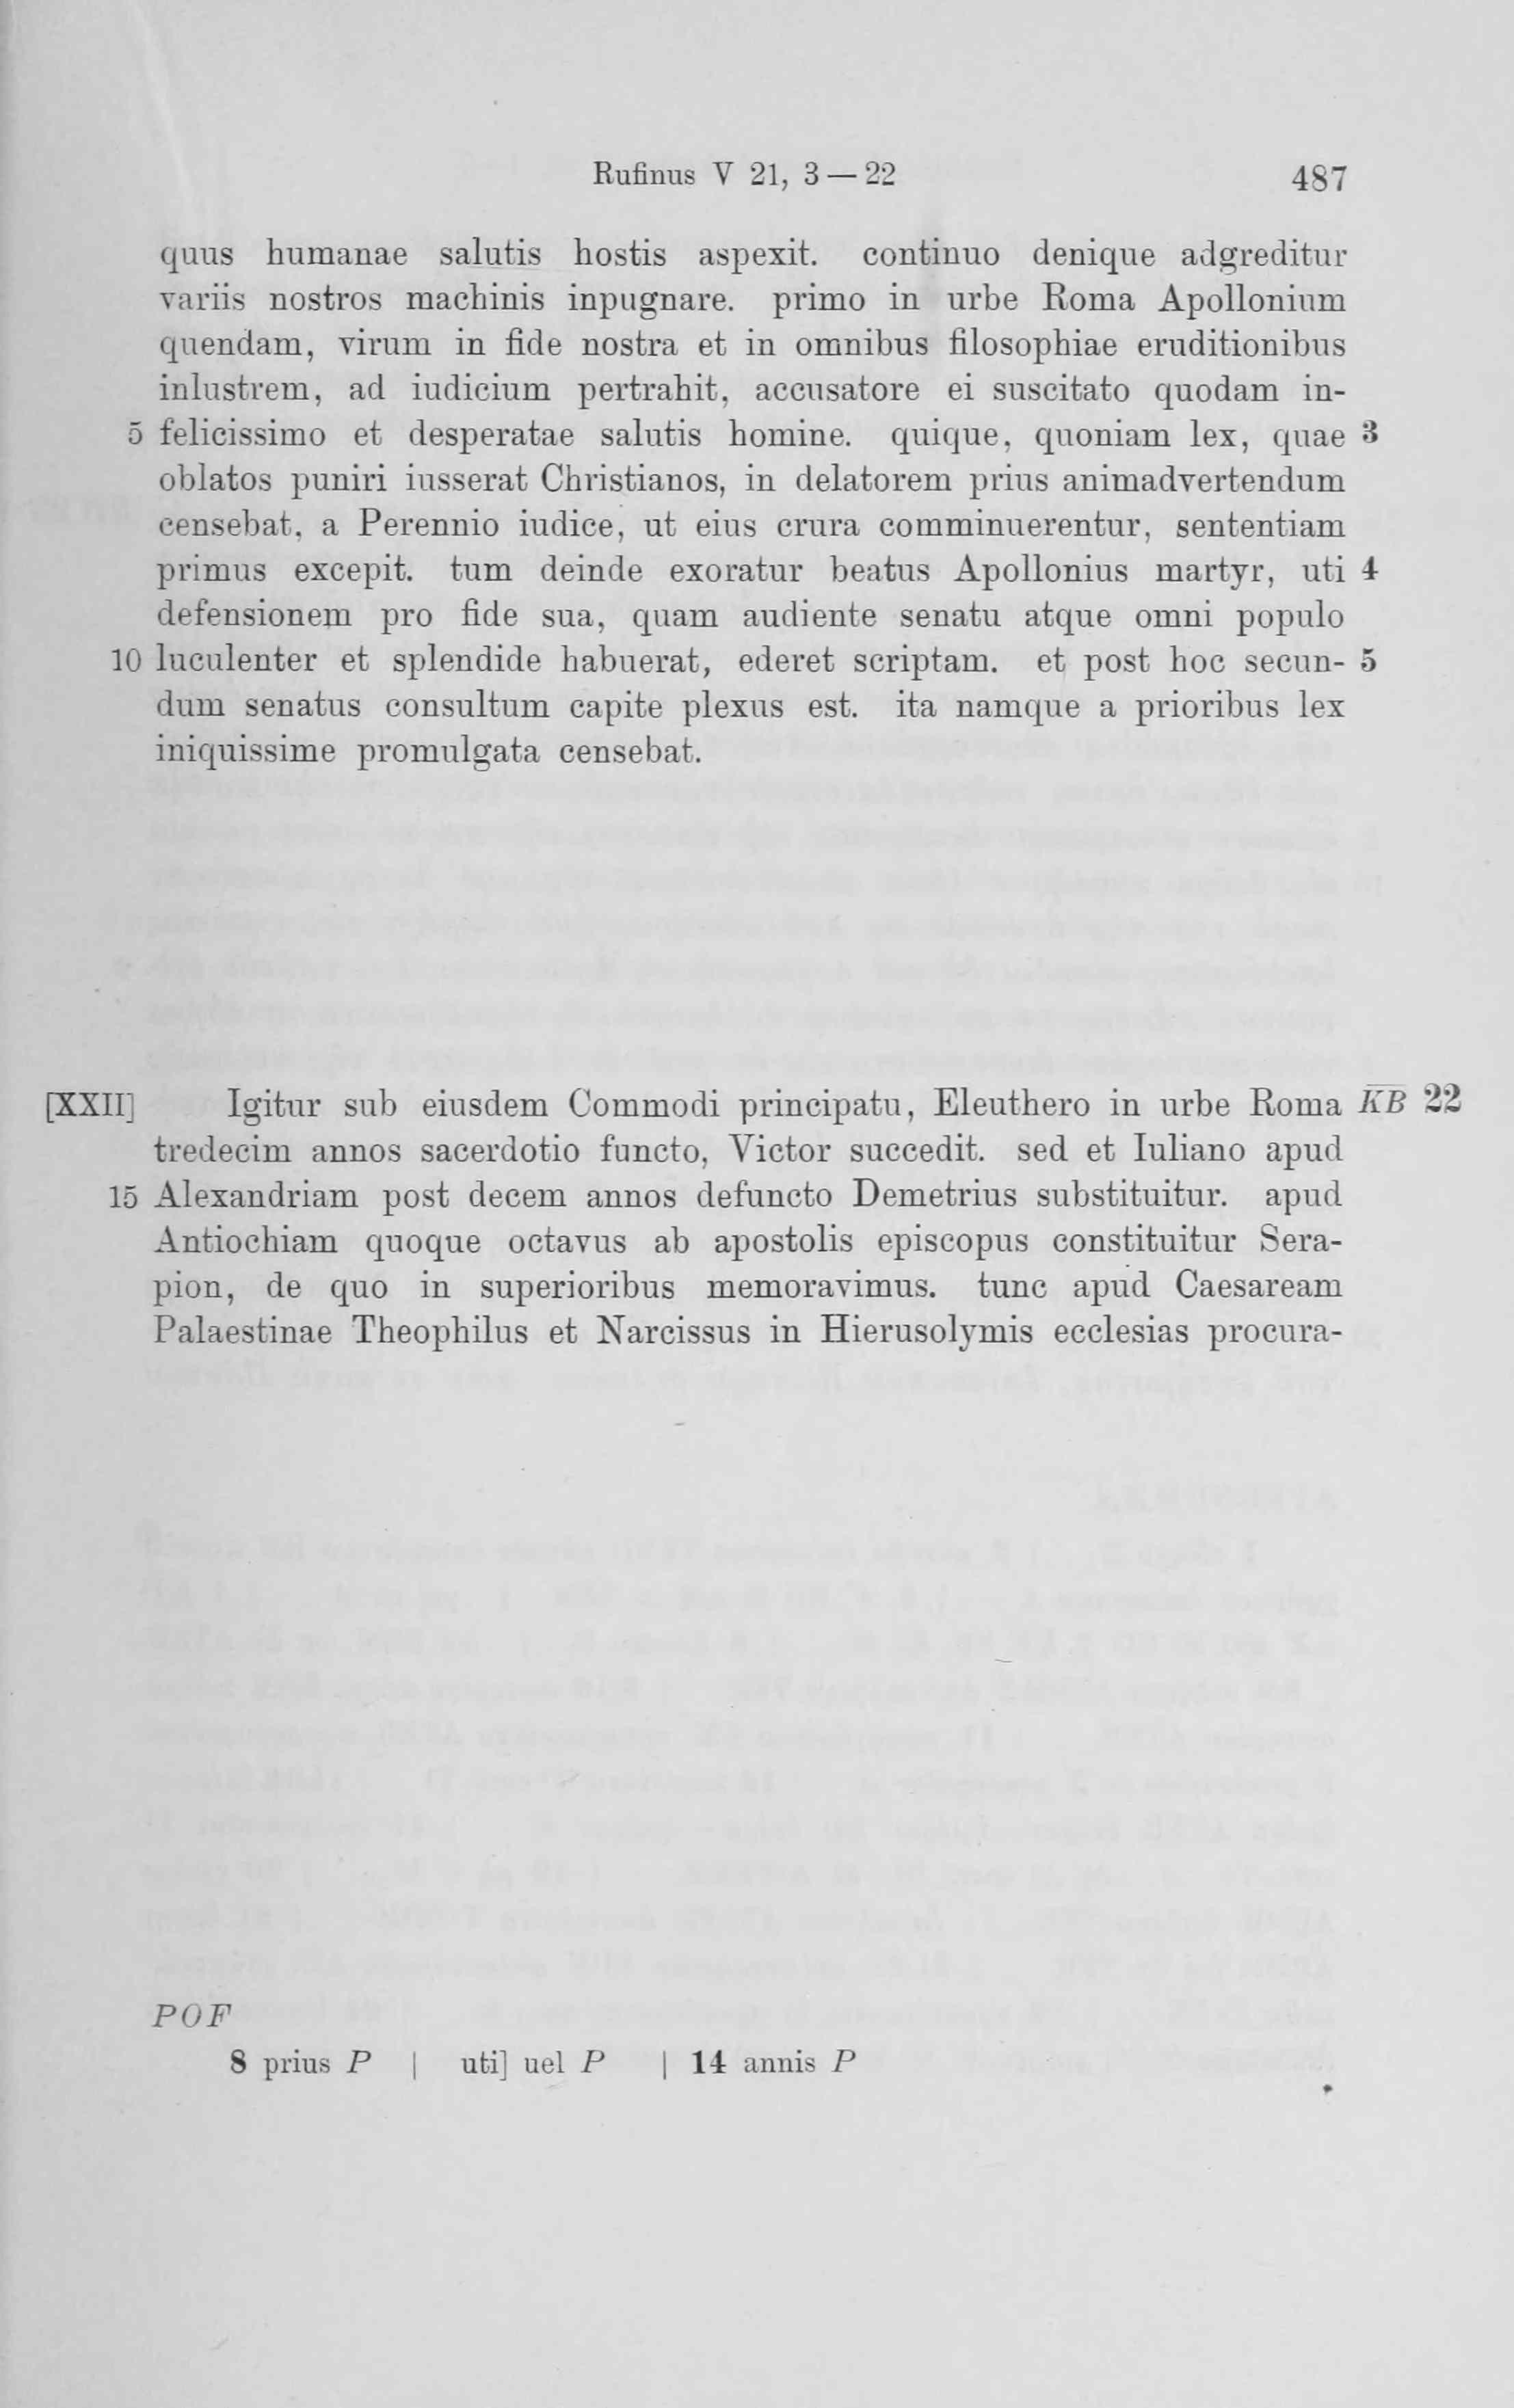 Rufinus V 21, 3 — 22 487
quus humanae salutis hostis aspexit. continuo denique adgreditur
variis nostros machinis inpugnare. primo in urbe Roma Apollonium
quendam, virum in fide nostra et in omnibus filosophiae eruditionibus
inlustrem, ad iudicium pertrahit, accusatore ei suscitato quodam in-
5 felicissimo et desperatae salutis homine. quique, quoniam lex, quae 3
oblatos puniri iusserat Christianos, in delatorem prius animadvertendum
censebat, a Perennio iudice, ut eius crura comminuerentur, sententiam
primus excepit. tum deinde exoratur beatus Apollonius martyr, uti 4
defensionem pro fide sua, quam audiente senatu atque omni populo
10 luculenter et splendide habuerat, ederet scriptam. et post hoc secun- 5
dum senatus consultum capite plexus est. ita namque a prioribus lex
iniquissime promulgata censebat.
[XXII] Igitur sub eiusdem Commodi principatu, Eleuthero in urbe Roma K̅B̅ 22
tredecim annos sacerdotio functo, Victor succedit. sed et Iuliano apud
15 Alexandriam post decem annos defuncto Demetrius substituitur. apud
Antiochiam quoque octavus ab apostolis episcopus constituitur Sera-
pion, de quo in superioribus memoravimus. tunc apud Caesaream
Palaestinae Theophilus et Narcissus in Hierusolymis ecclesias procura-
POF
8 prius P | uti] uel P | 14 annis P